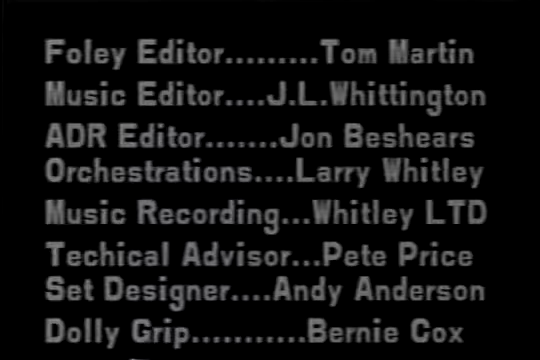 Foley Editor.........Tom Martin
Music Editor....J.L.Whittington
ADR Editor.......Jon Beshears
Orchestrations....Larry Whitley
Music Recording...Whitley LTD
Techical Advisor...Pete Price
Set Designer....Andy Anderson
Dolly Grip...........Bernie Cox